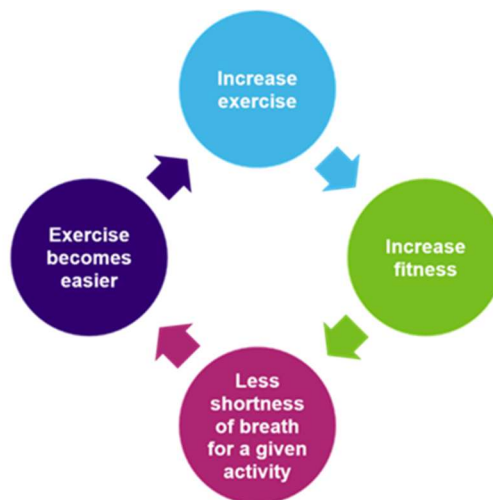 Increase
exercise
Increase
fitness
Less
shortness
of breath
for a given
activity
Exercise
becomes
easier